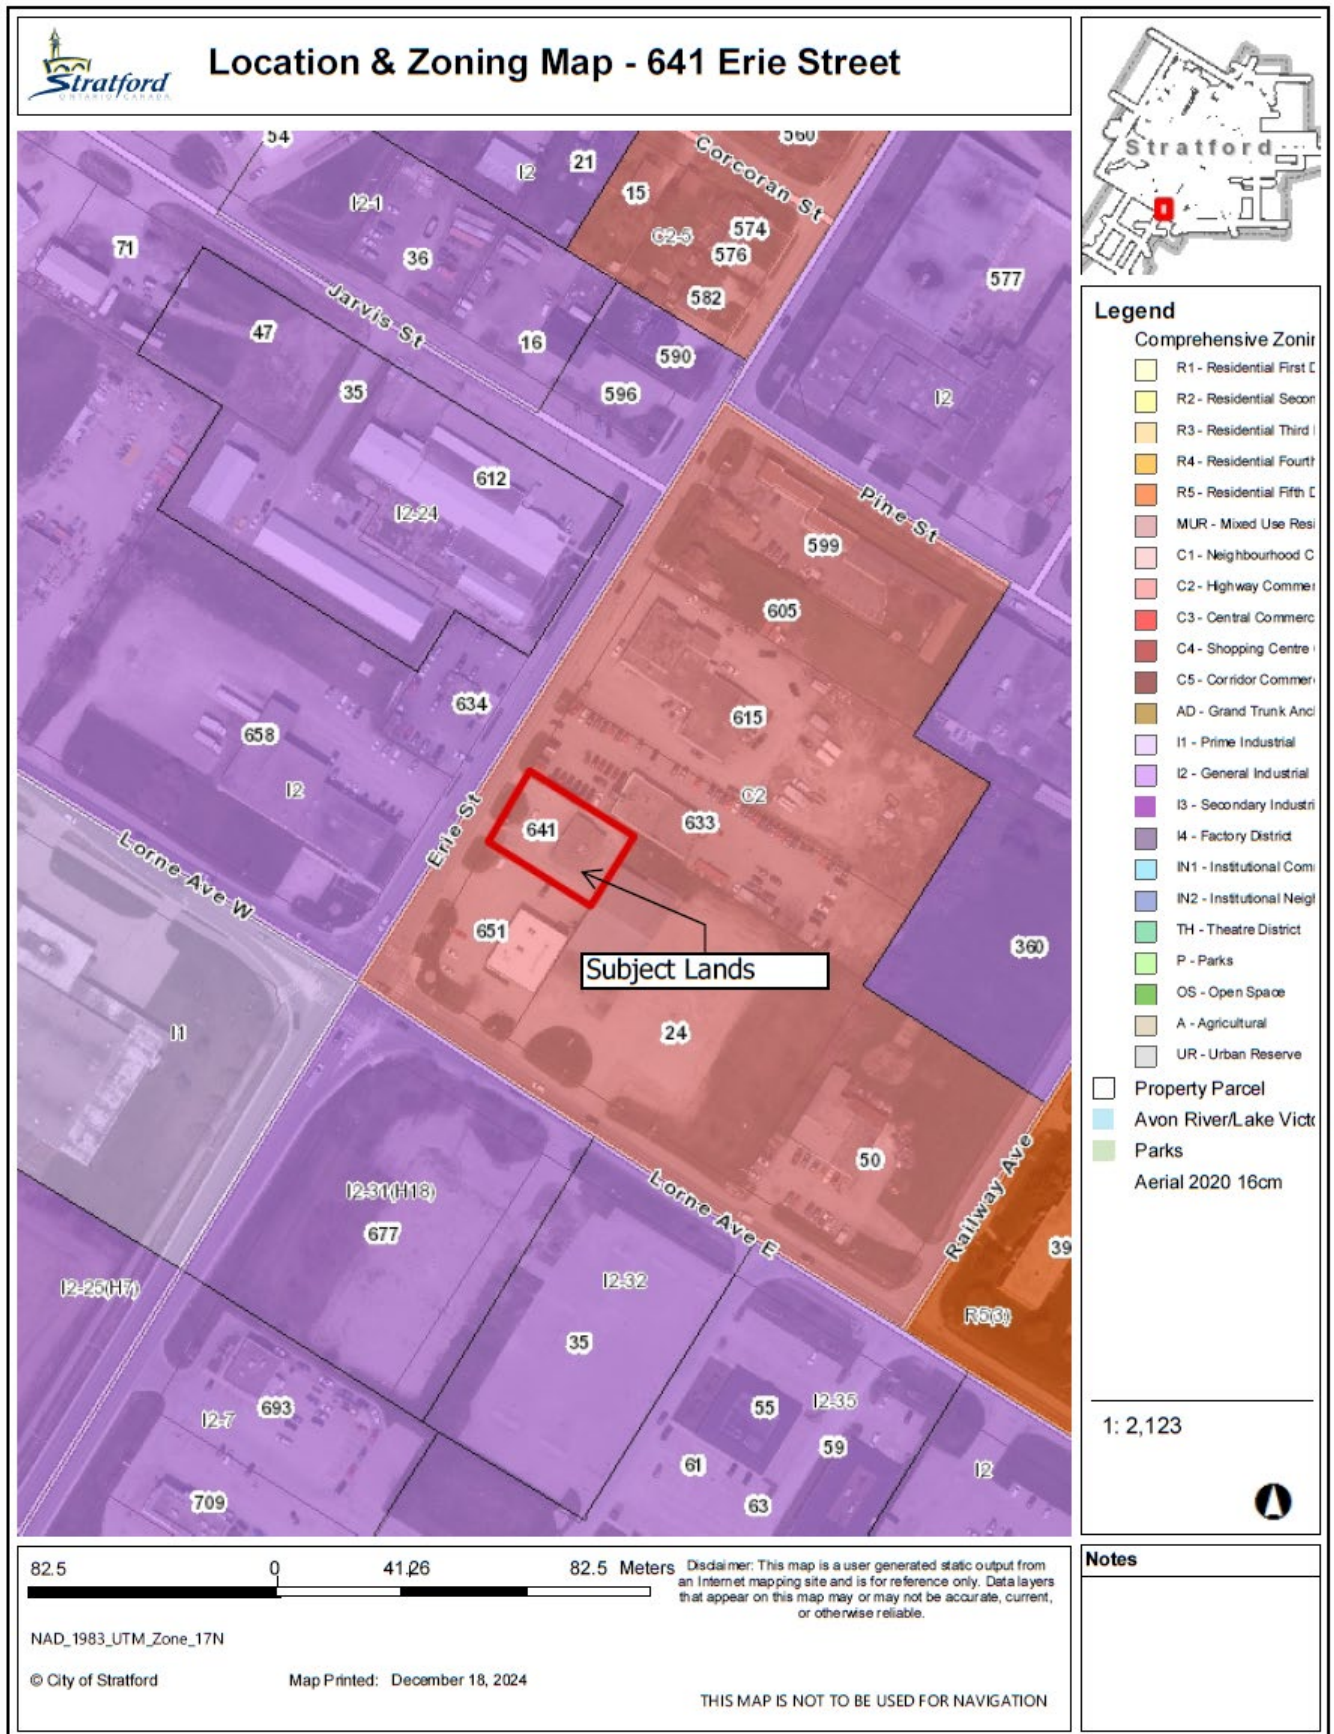 Stratford
ONTARIO CANADA
Location & Zoning Map - 641 Erie Street
Stratford
54
I2
21
560
Corcoran St
15
I2-1
574
C2-5
576
71
36
577
582
Jarvis St
47
16
590
35
596
I2
612
Pine St
I2-24
599
605
634
615
658
I2
C2
Erie St
641
633
Lorne Ave W
651
360
Subject Lands
I1
24
Railway Ave
50
I2-31(H18)
Lorne Ave E
677
39
I2-25(H7)
I2-32
R5(3)
35
I2-7
693
55
I2-35
59
61
I2
709
63
Legend
Comprehensive Zonin
R1 - Residential First D
R2 - Residential Secon
R3 - Residential Third
R4 - Residential Fourth
R5 - Residential Fifth D
MUR - Mixed Use Resi
C1 - Neighbourhood C
C2 - Highway Commer
C3 - Central Commerc
C4 - Shopping Centre
C5 - Corridor Commer
AD - Grand Trunk Anci
I1 - Prime Industrial
I2 - General Industrial
I3 - Secondary Industri
I4 - Factory District
IN1 - Institutional Com
IN2 - Institutional Neigh
TH - Theatre District
P - Parks
OS - Open Space
A - Agricultural
UR - Urban Reserve
Property Parcel
Avon River/Lake Victo
Parks
Aerial 2020 16cm
1: 2,123
82.5 0 41.26 82.5 Meters
Disclaimer: This map is a user generated static output from
an Internet mapping site and is for reference only. Data layers
that appear on this map may or may not be accurate, current,
or otherwise reliable.
NAD_1983_UTM_Zone_17N
© City of Stratford Map Printed: December 18, 2024
THIS MAP IS NOT TO BE USED FOR NAVIGATION
Notes